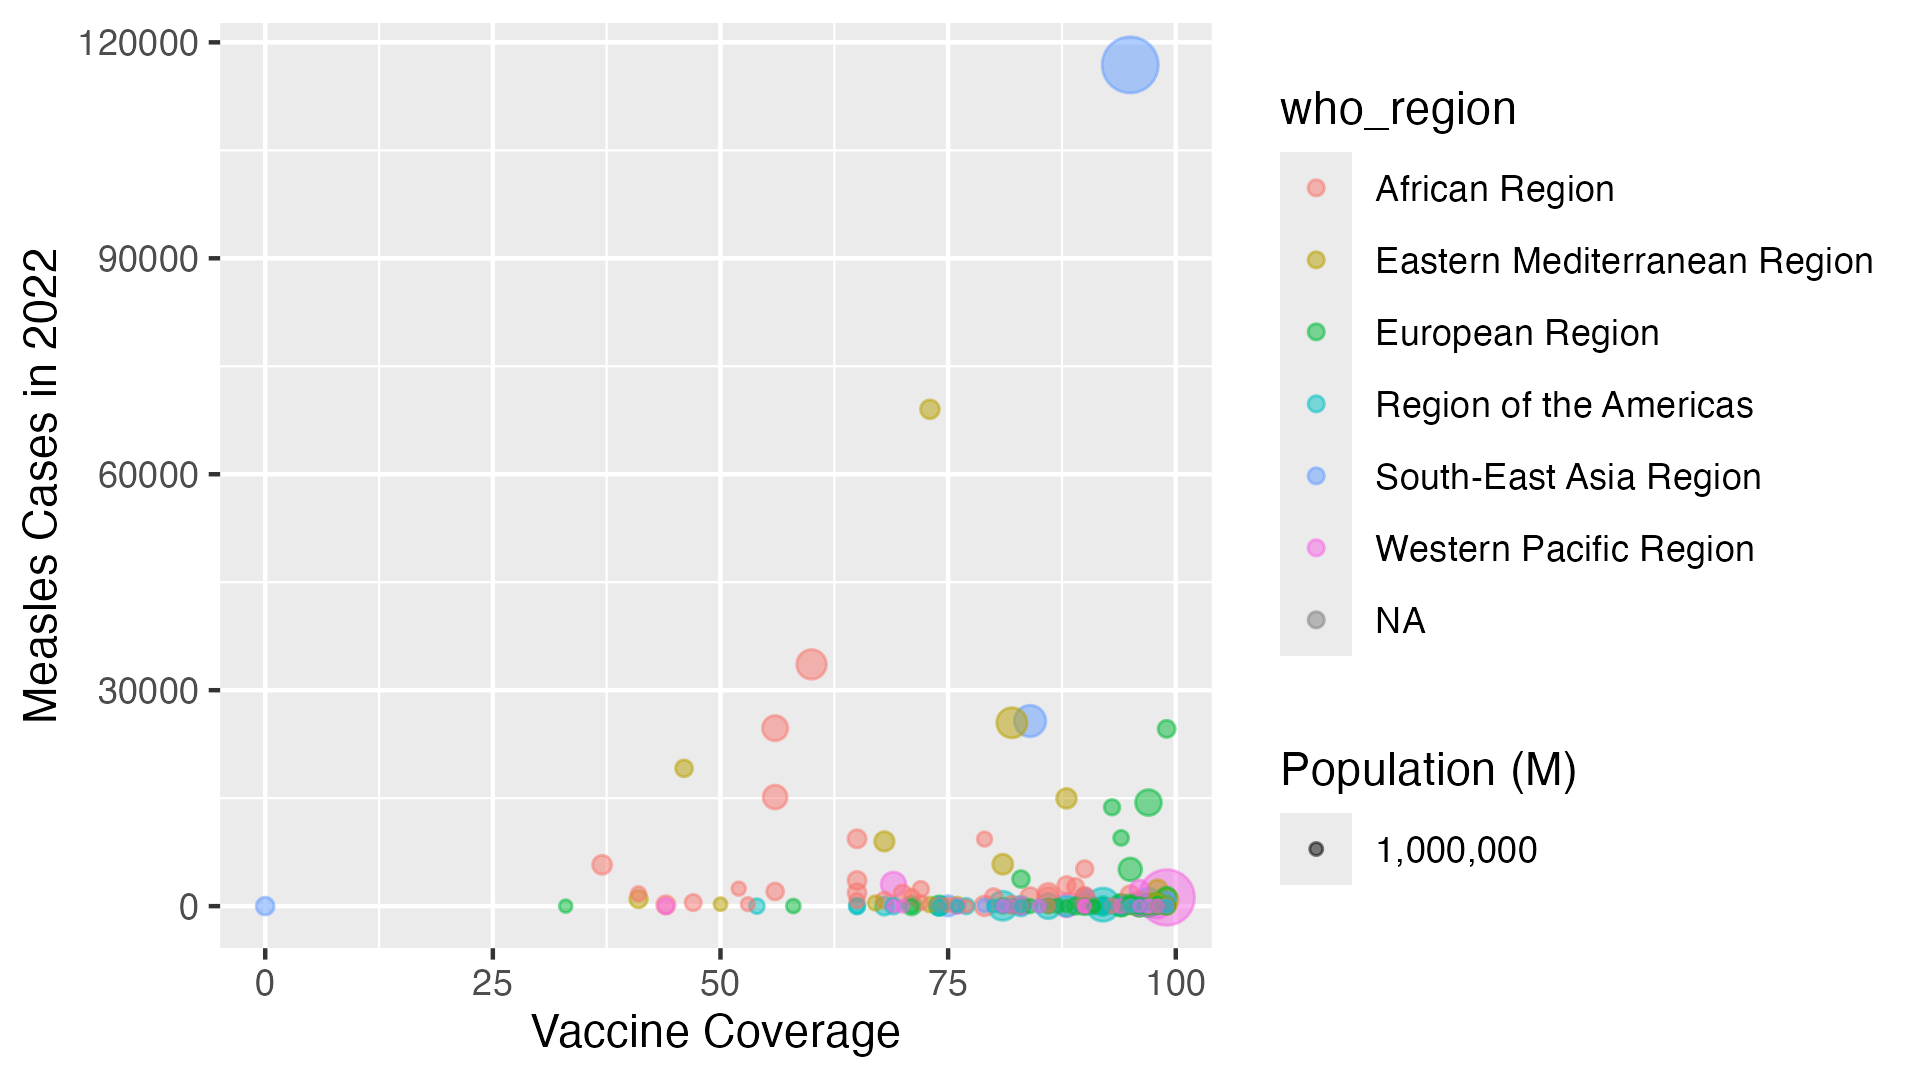 120000
90000
60000
30000
0
Measles Cases in 2022
0 25 50 75 100
Vaccine Coverage
who_region
African Region
Eastern Mediterranean Region
European Region
Region of the Americas
South-East Asia Region
Western Pacific Region
NA
Population (M)
1,000,000